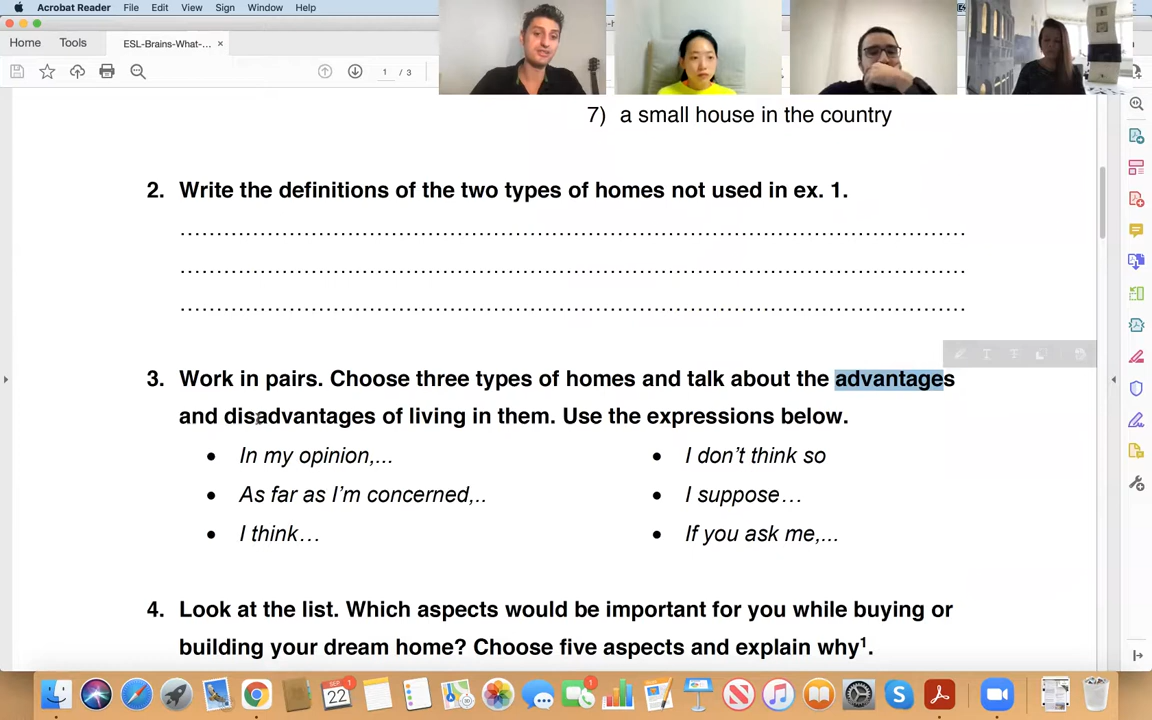 Acrobat Reader File Edit View Sign Window Help
Home Tools ESL-Brains-What-... ×
1 / 3
7) a small house in the country
2. Write the definitions of the two types of homes not used in ex. 1.
3. Work in pairs. Choose three types of homes and talk about the advantages
and disadvantages of living in them. Use the expressions below.
• In my opinion,...
• I don’t think so
• As far as I’m concerned,..
• I suppose…
• I think…
• If you ask me,...
4. Look at the list. Which aspects would be important for you while buying or
building your dream home? Choose five aspects and explain why¹.
SEP
22
1
1